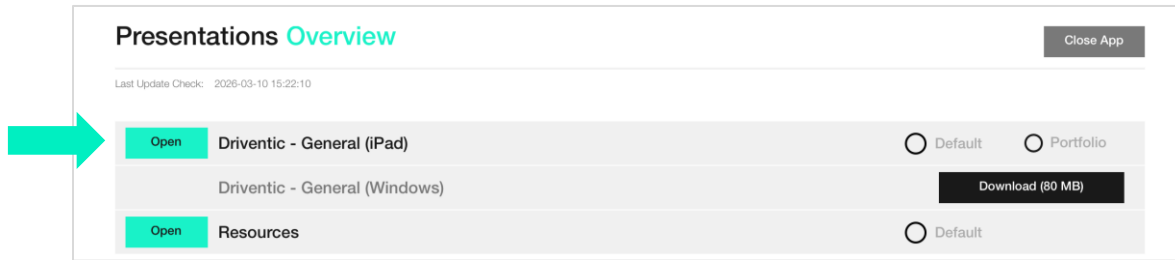 Presentations Overview
Close App
Last Update Check: 2026-03-10 15:22:10
Open Driventic - General (iPad) Default Portfolio
Driventic - General (Windows) Download (80 MB)
Open Resources Default